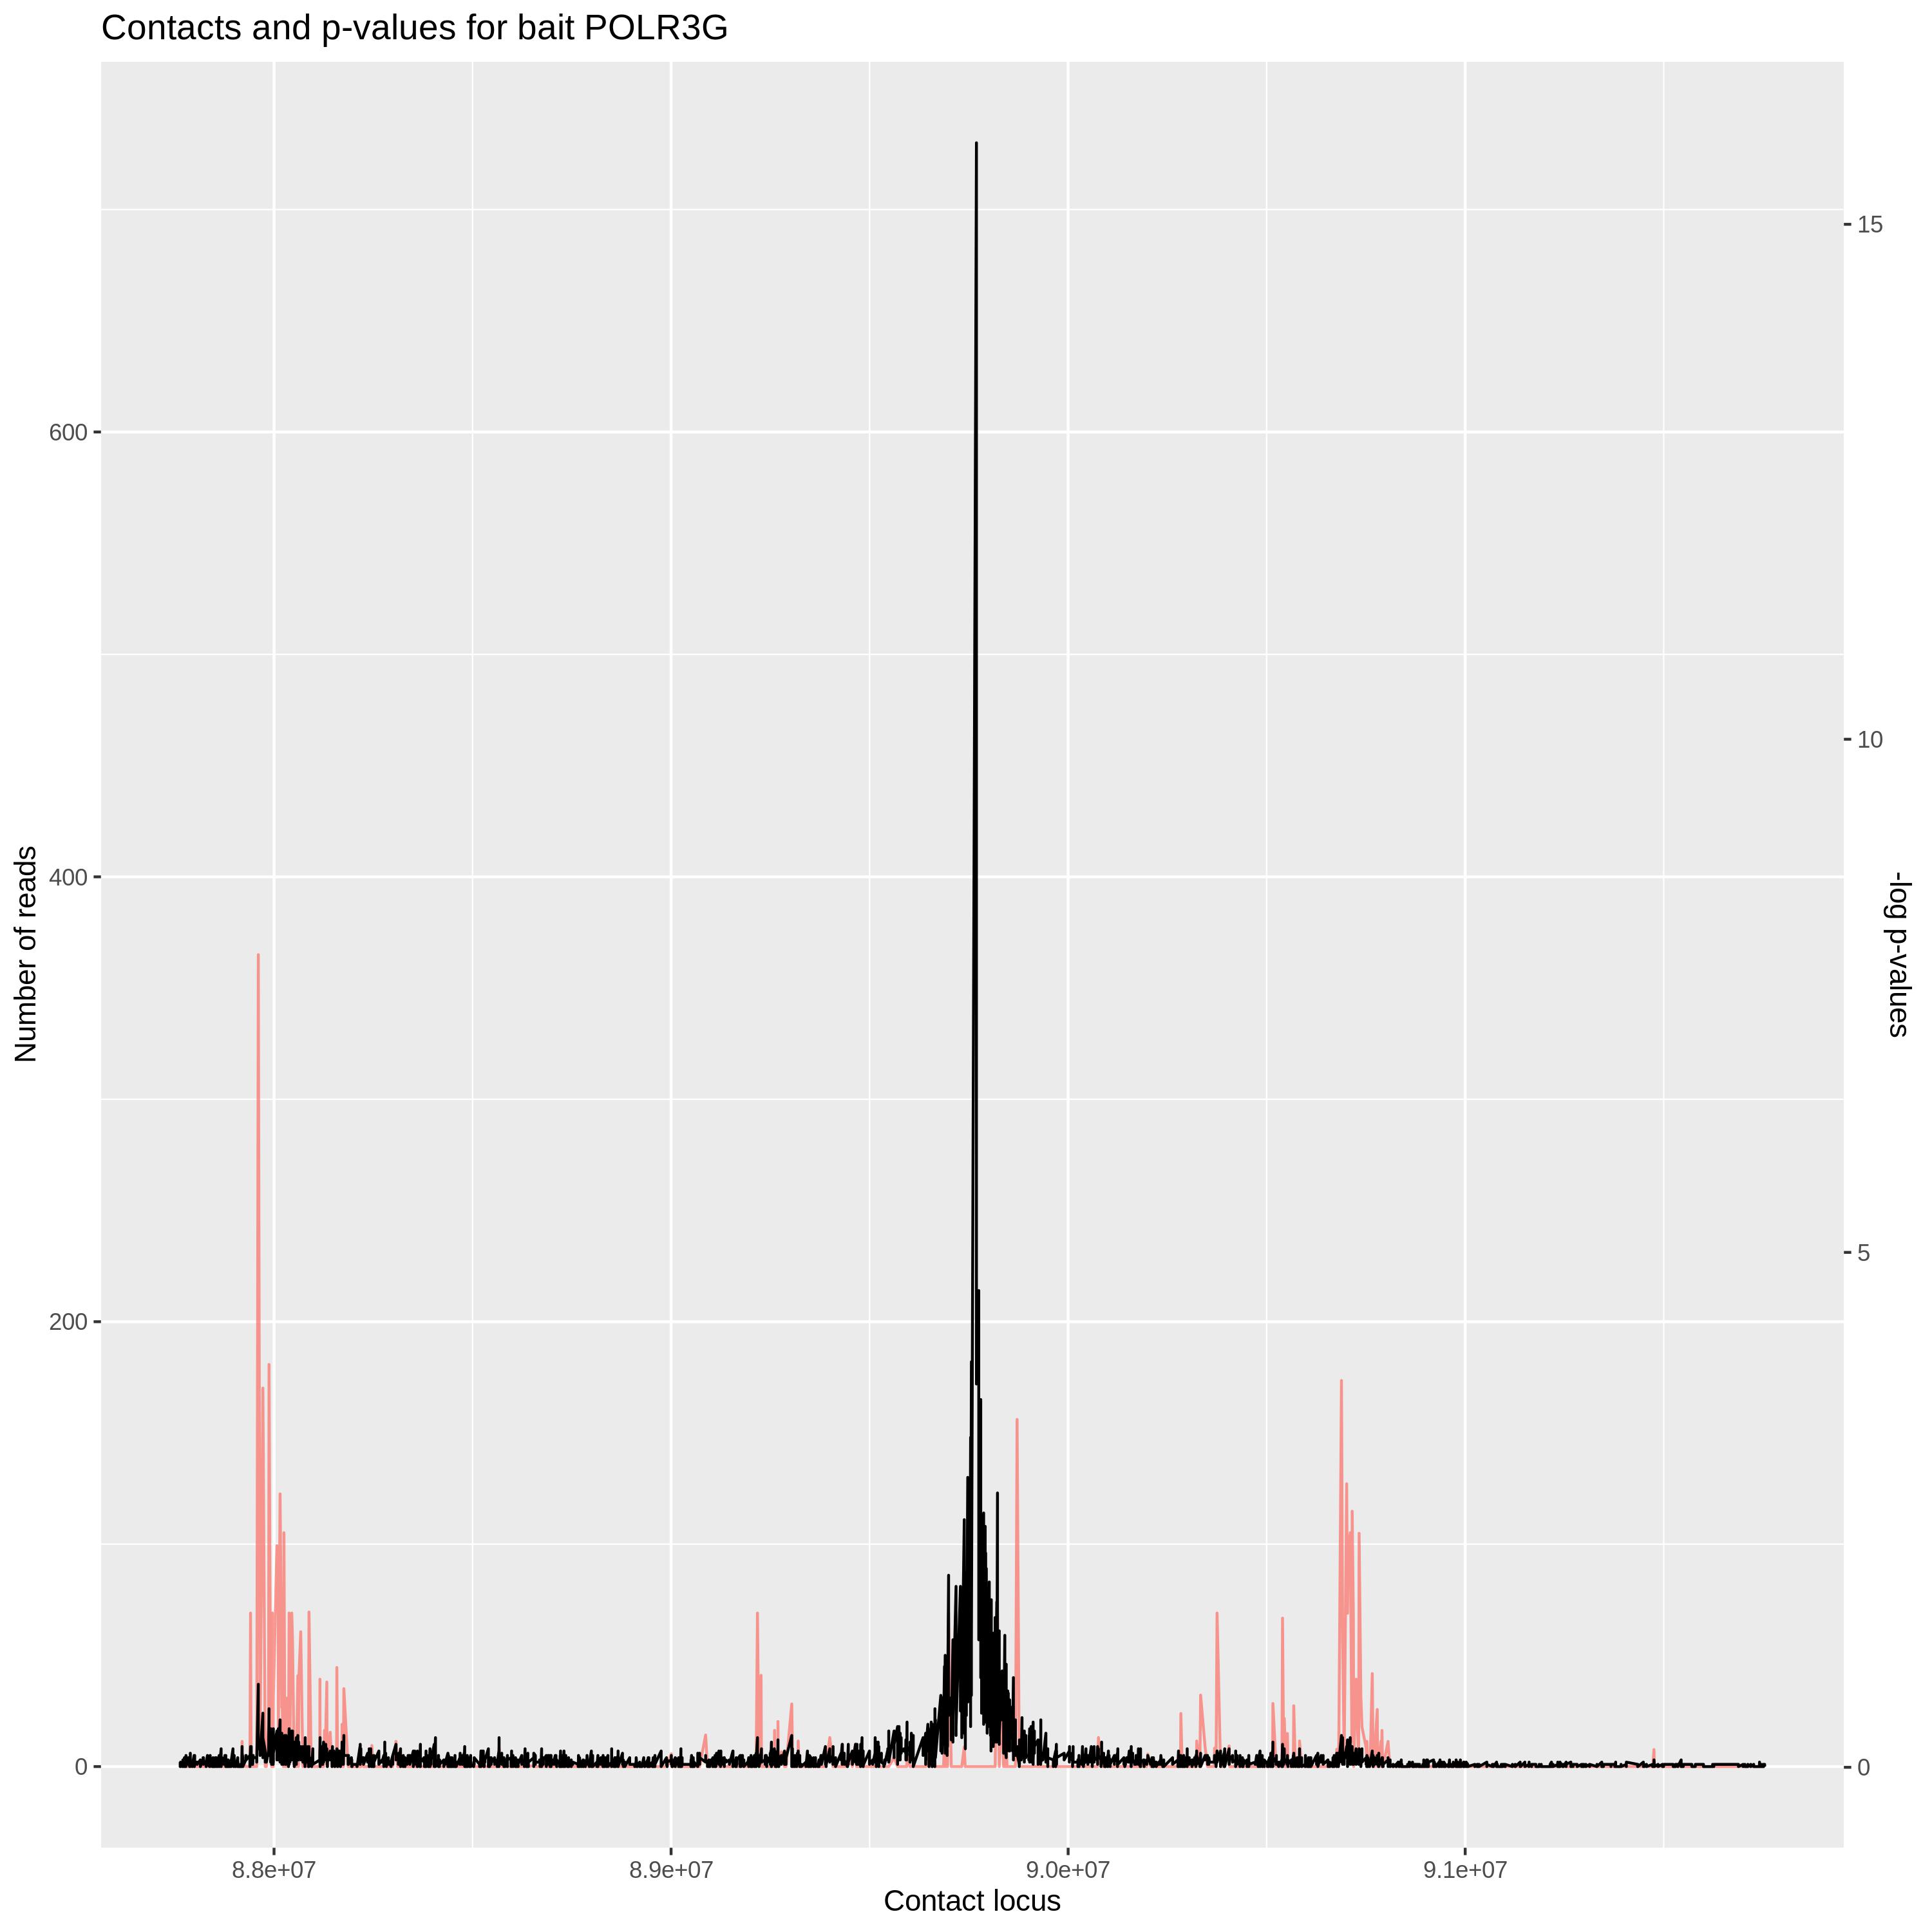 Contacts and p-values for bait POLR3G
Number of reads
600
400
200
0
15
10
5
0
-log p-values
8.8e+07
8.9e+07
9.0e+07
9.1e+07
Contact locus